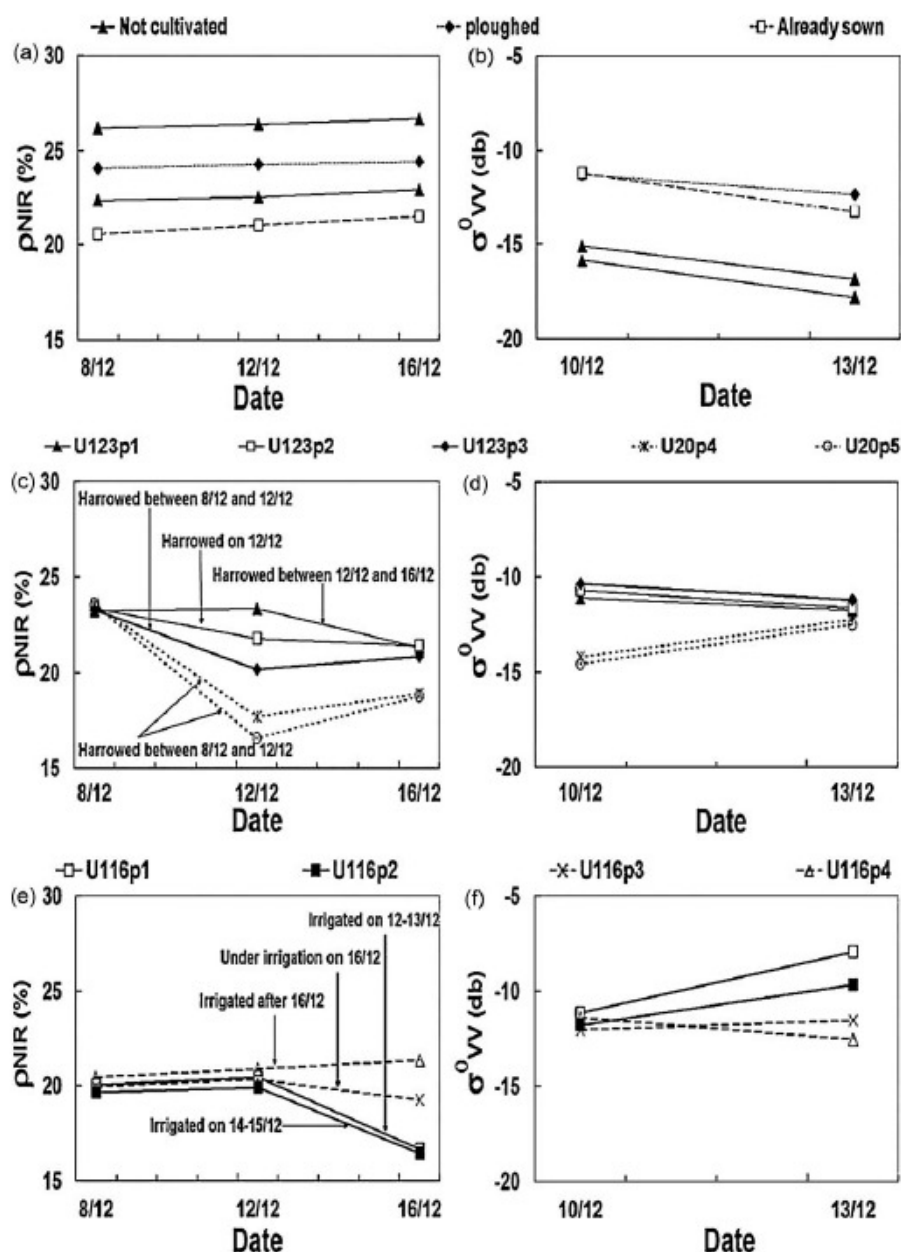 Not cultivated ploughed Already sown
(a) (b)
30 -5
25 -10
20 -15
15 -20
ρNIR (%) σ⁰VV (db)
8/12 12/12 16/12 10/12 13/12
Date Date
U123p1 U123p2 U123p3 U20p4 U20p5
(c) (d)
30 -5
Harrowed between 8/12 and 12/12
Harrowed on 12/12
Harrowed between 12/12 and 16/12
25 -10
20 -15
Harrowed between 8/12 and 12/12
15 -20
ρNIR (%) σ⁰VV (db)
8/12 12/12 16/12 10/12 13/12
Date Date
U116p1 U116p2 U116p3 U116p4
(e) (f)
30 -5
Irrigated on 12-13/12
Under irrigation on 16/12
Irrigated after 16/12
25 -10
20 -15
Irrigated on 14-15/12
15 -20
ρNIR (%) σ⁰VV (db)
8/12 12/12 16/12 10/12 13/12
Date Date